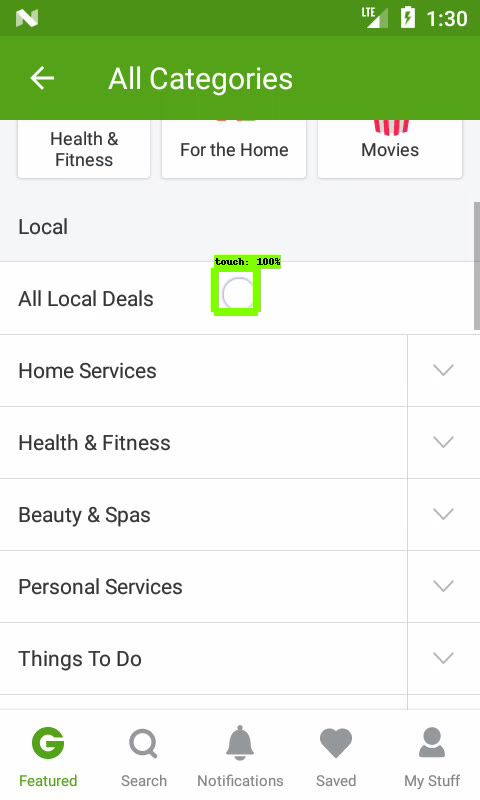 LTE 1:30
All Categories
Health &
Fitness
For the Home
Movies
Local
touch: 100%
All Local Deals
Home Services
Health & Fitness
Beauty & Spas
Personal Services
Things To Do
Featured Search Notifications Saved My Stuff